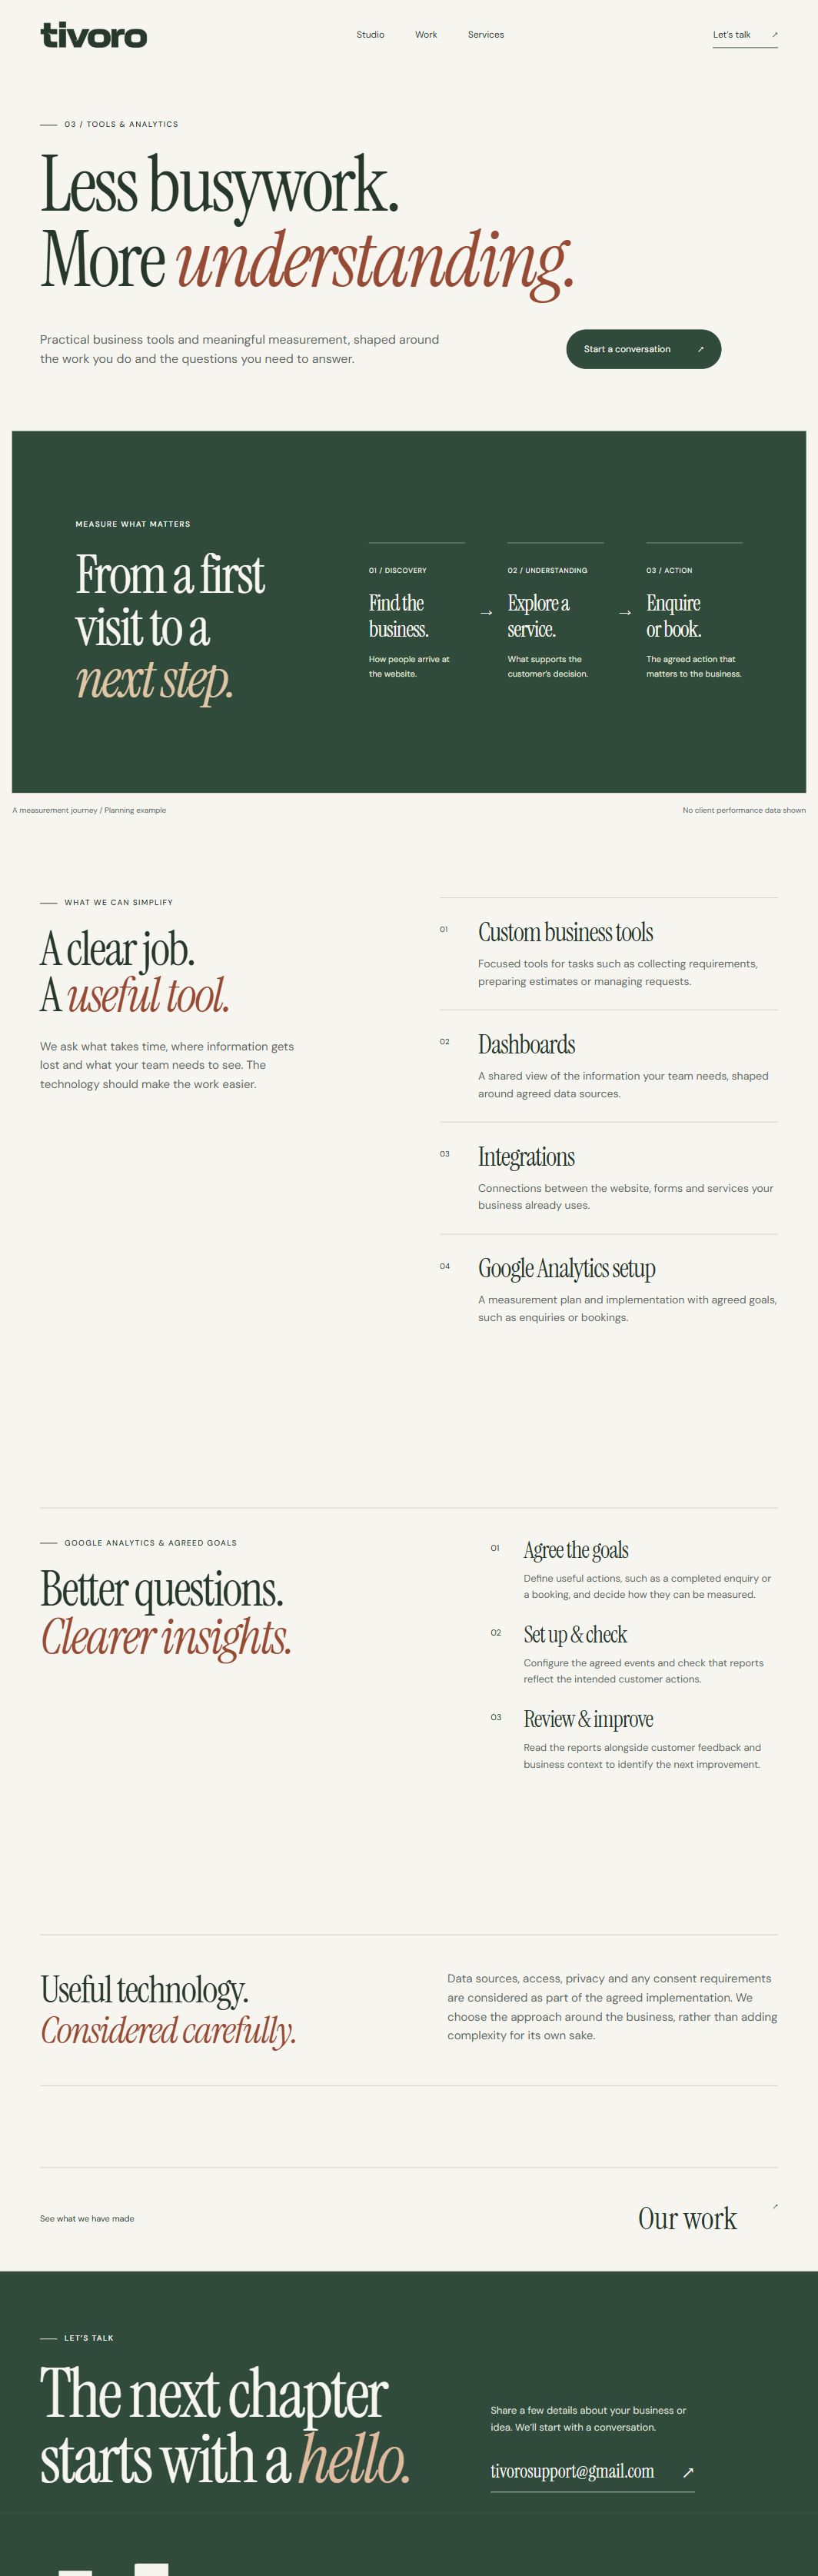 tivoro
Studio
Work
Services
Let's talk ↗
03 / TOOLS & ANALYTICS
Less busywork.
More understanding.
Practical business tools and meaningful measurement, shaped around
the work you do and the questions you need to answer.
Start a conversation ↗
MEASURE WHAT MATTERS
From a first
visit to a
next step.
01 / DISCOVERY
Find the
business.
How people arrive at
the website.
→
02 / UNDERSTANDING
Explore a
service.
What supports the
customer's decision.
→
03 / ACTION
Enquire
or book.
The agreed action that
matters to the business.
A measurement journey / Planning example
No client performance data shown
WHAT WE CAN SIMPLIFY
A clear job.
A useful tool.
We ask what takes time, where information gets
lost and what your team needs to see. The
technology should make the work easier.
01
Custom business tools
Focused tools for tasks such as collecting requirements,
preparing estimates or managing requests.
02
Dashboards
A shared view of the information your team needs, shaped
around agreed data sources.
03
Integrations
Connections between the website, forms and services your
business already uses.
04
Google Analytics setup
A measurement plan and implementation with agreed goals,
such as enquiries or bookings.
GOOGLE ANALYTICS & AGREED GOALS
Better questions.
Clearer insights.
01
Agree the goals
Define useful actions, such as a completed enquiry or
a booking, and decide how they can be measured.
02
Set up & check
Configure the agreed events and check that reports
reflect the intended customer actions.
03
Review & improve
Read the reports alongside customer feedback and
business context to identify the next improvement.
Useful technology.
Considered carefully.
Data sources, access, privacy and any consent requirements
are considered as part of the agreed implementation. We
choose the approach around the business, rather than adding
complexity for its own sake.
See what we have made
Our work ↗
LET'S TALK
The next chapter
starts with a hello.
Share a few details about your business or
idea. We'll start with a conversation.
tivorosupport@gmail.com ↗